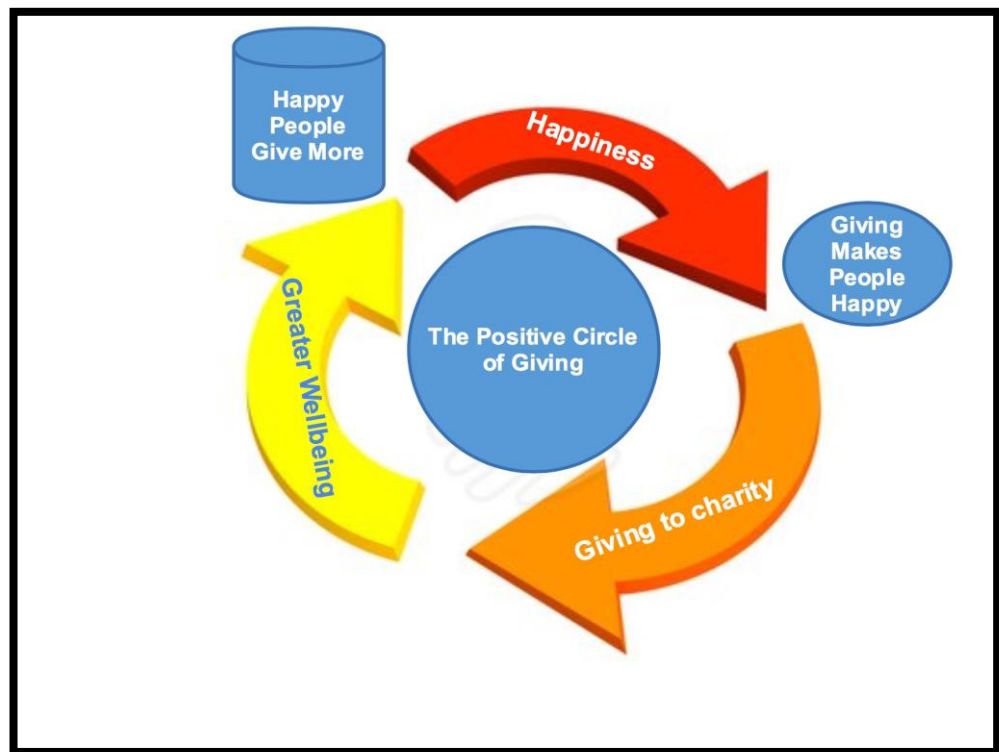 Happy
People
Give More
Happiness
Giving
Makes
People
Happy
The Positive Circle
of Giving
Greater Wellbeing
Giving to charity